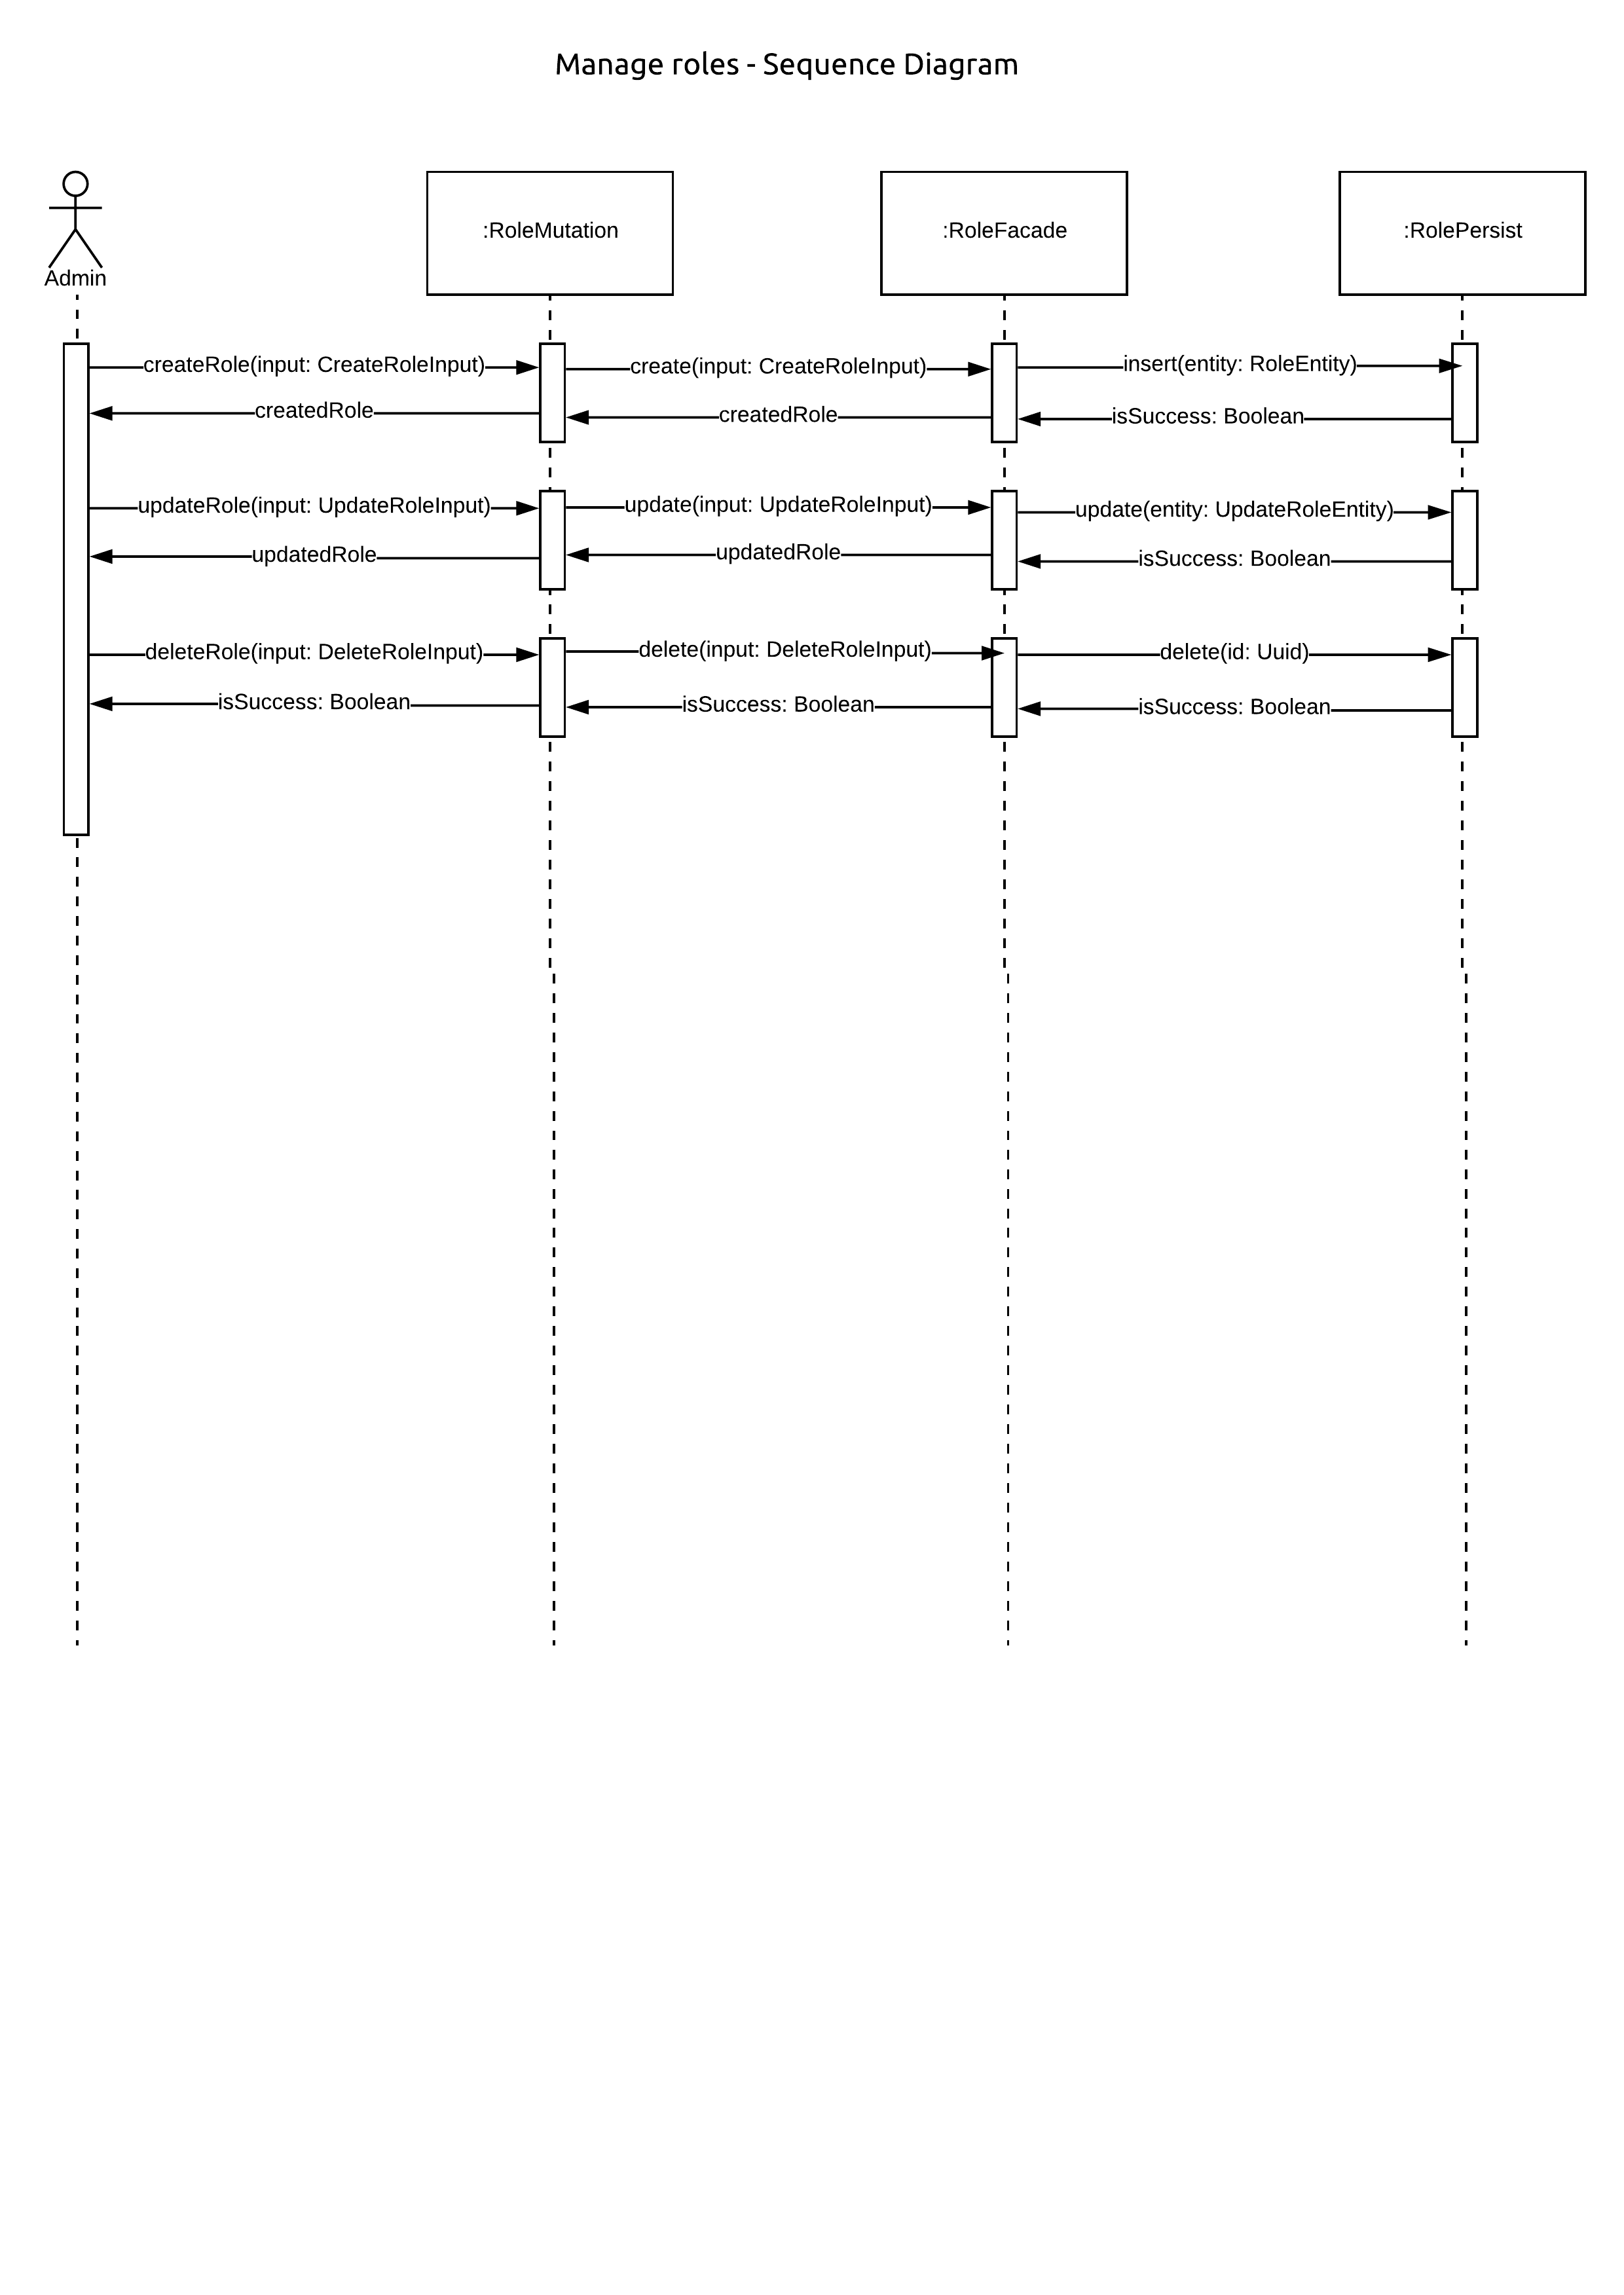 Manage roles - Sequence Diagram
Admin
:RoleMutation
:RoleFacade
:RolePersist
createRole(input: CreateRoleInput)
create(input: CreateRoleInput)
insert(entity: RoleEntity)
createdRole
createdRole
isSuccess: Boolean
updateRole(input: UpdateRoleInput)
update(input: UpdateRoleInput)
update(entity: UpdateRoleEntity)
updatedRole
updatedRole
isSuccess: Boolean
deleteRole(input: DeleteRoleInput)
delete(input: DeleteRoleInput)
delete(id: Uuid)
isSuccess: Boolean
isSuccess: Boolean
isSuccess: Boolean